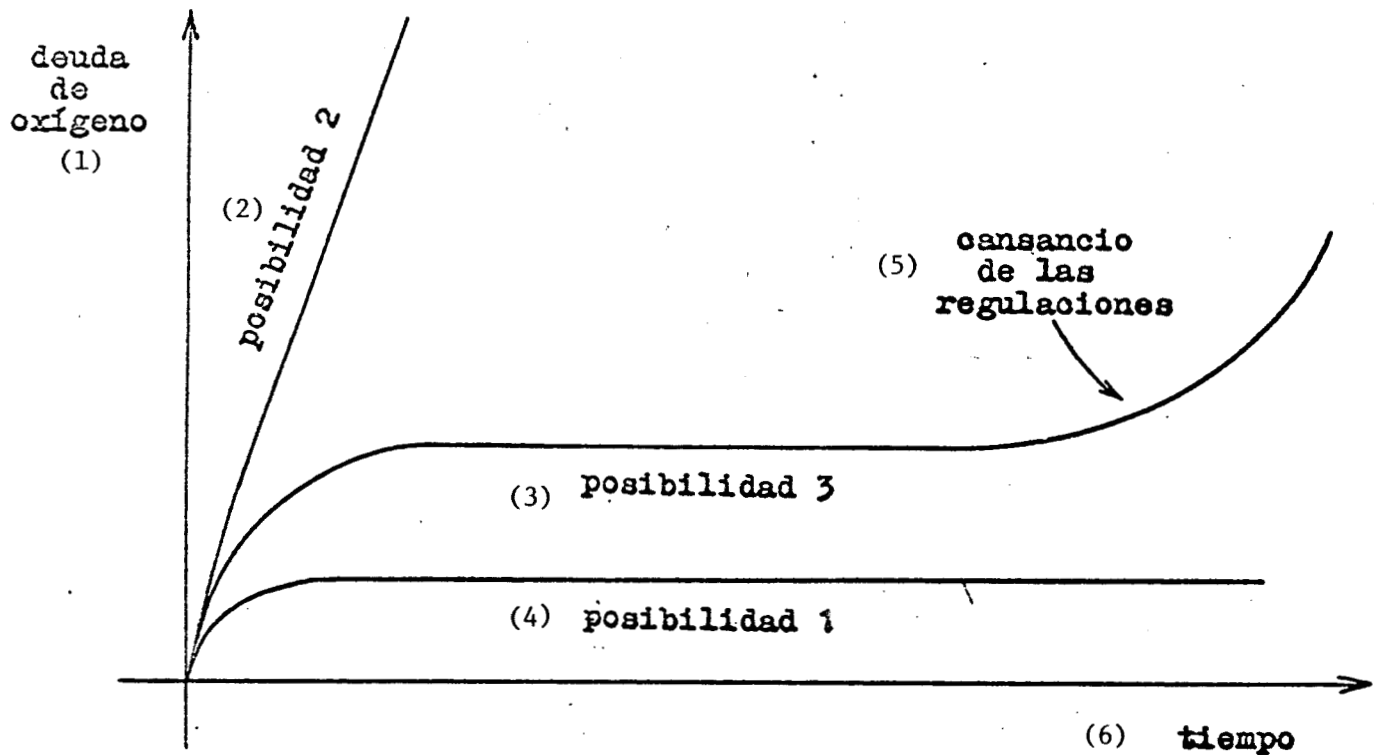 deuda
de
oxígeno
(1)
(2) posibilidad 2
(5) cansancio
de las
regulaciones
(3) posibilidad 3
(4) posibilidad 1
(6) tiempo